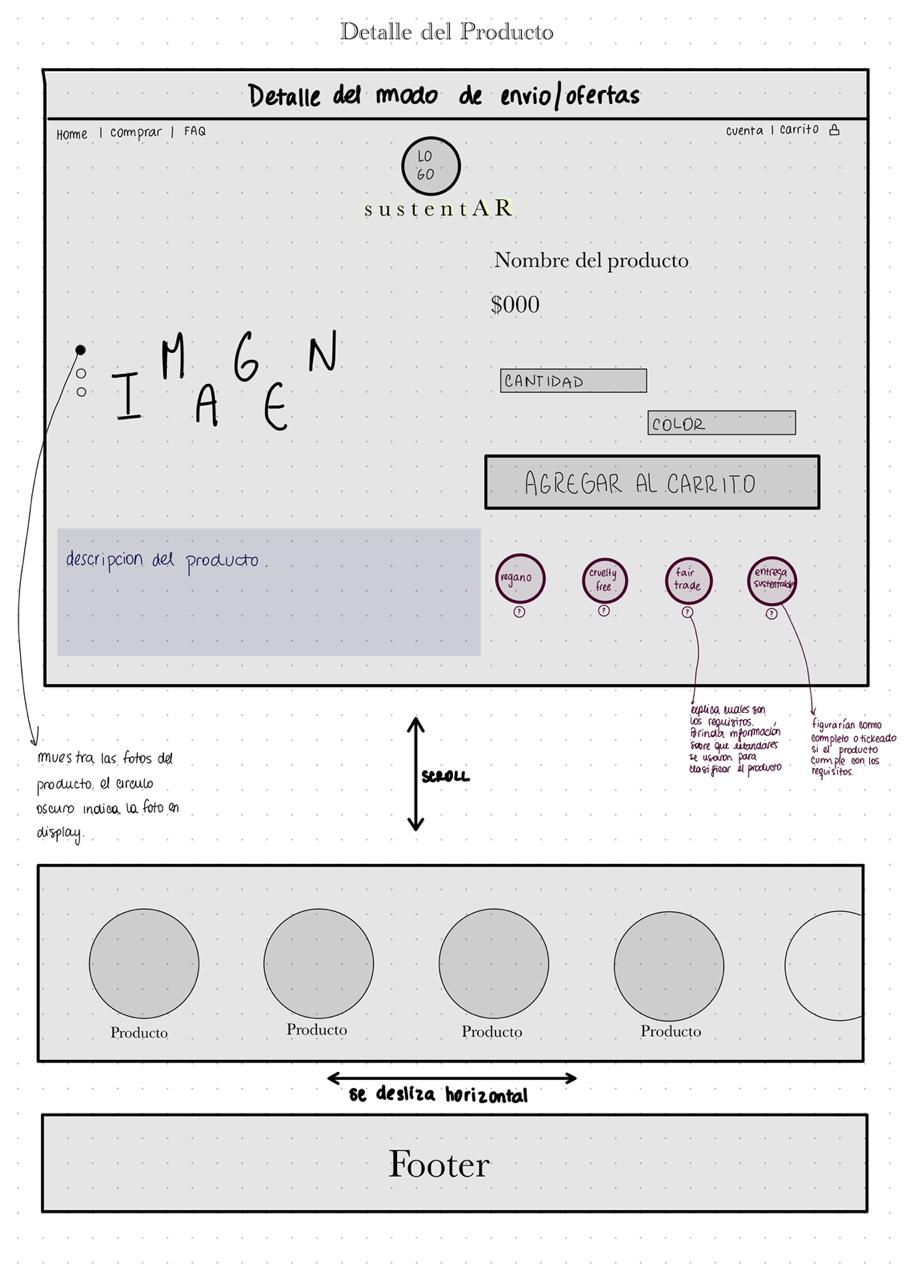 Detalle del Producto
Detalle del modo de envio/ofertas
Home | comprar | FAQ
cuenta | carrito
LO
GO
sustentAR
Nombre del producto
$000
IMAGEN
CANTIDAD
COLOR
AGREGAR AL CARRITO
descripcion del producto.
vegano
cruelty
free
fair
trade
entrega
sustentable
?
?
?
?
explica cuales son
los requisitos.
Brinda información
sobre que estandares
se usaron para
clasificar el producto
figurarían como
completo o tickeado
si el producto
cumple con los
requisitos.
muestra las fotos del
producto, el circulo
oscuro indica la foto en
display.
SCROLL
Producto
Producto
Producto
Producto
se desliza horizontal
Footer